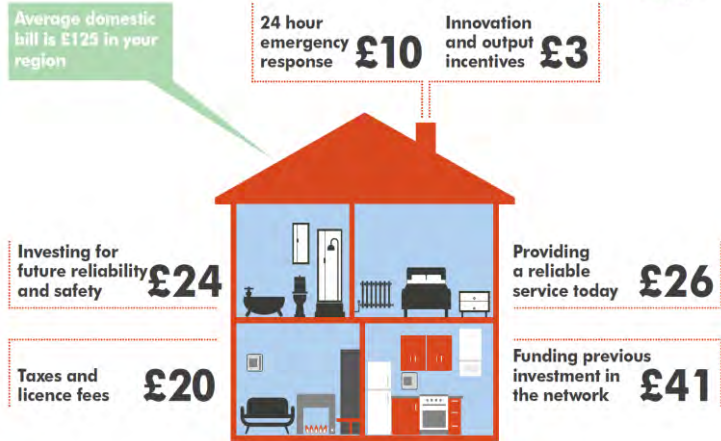 Average domestic
bill is £125 in your
region
24 hour
emergency
response £10
Innovation
and output
incentives £3
Investing for
future reliability
and safety £24
Providing
a reliable
service today £26
Taxes and
licence fees £20
Funding previous
investment in
the network £41